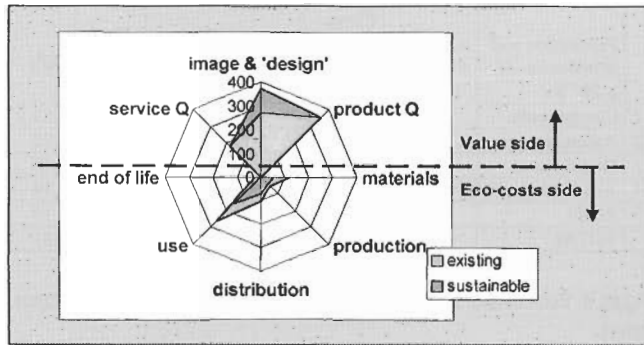 image & 'design'
400
300
200
100
0
service Q
product Q
Value side
end of life
materials
Eco-costs side
use
production
distribution
existing
sustainable